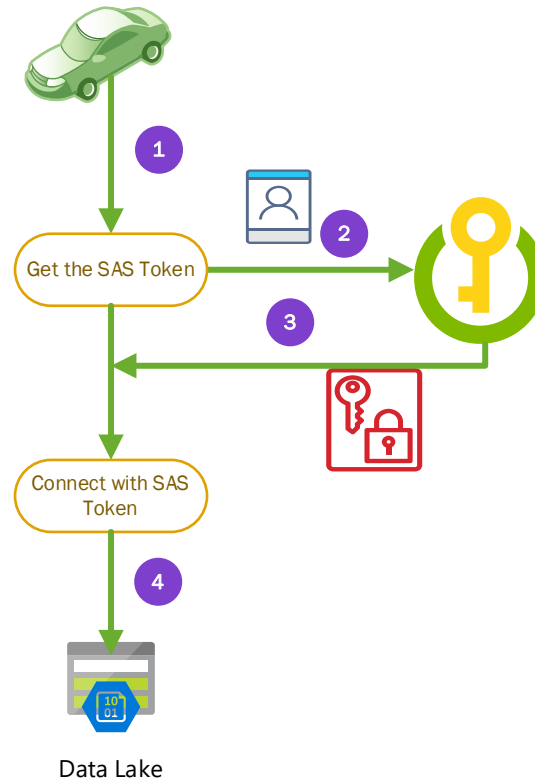 1
2
Get the SAS Token
3
Connect with SAS
Token
4
10
01
Data Lake